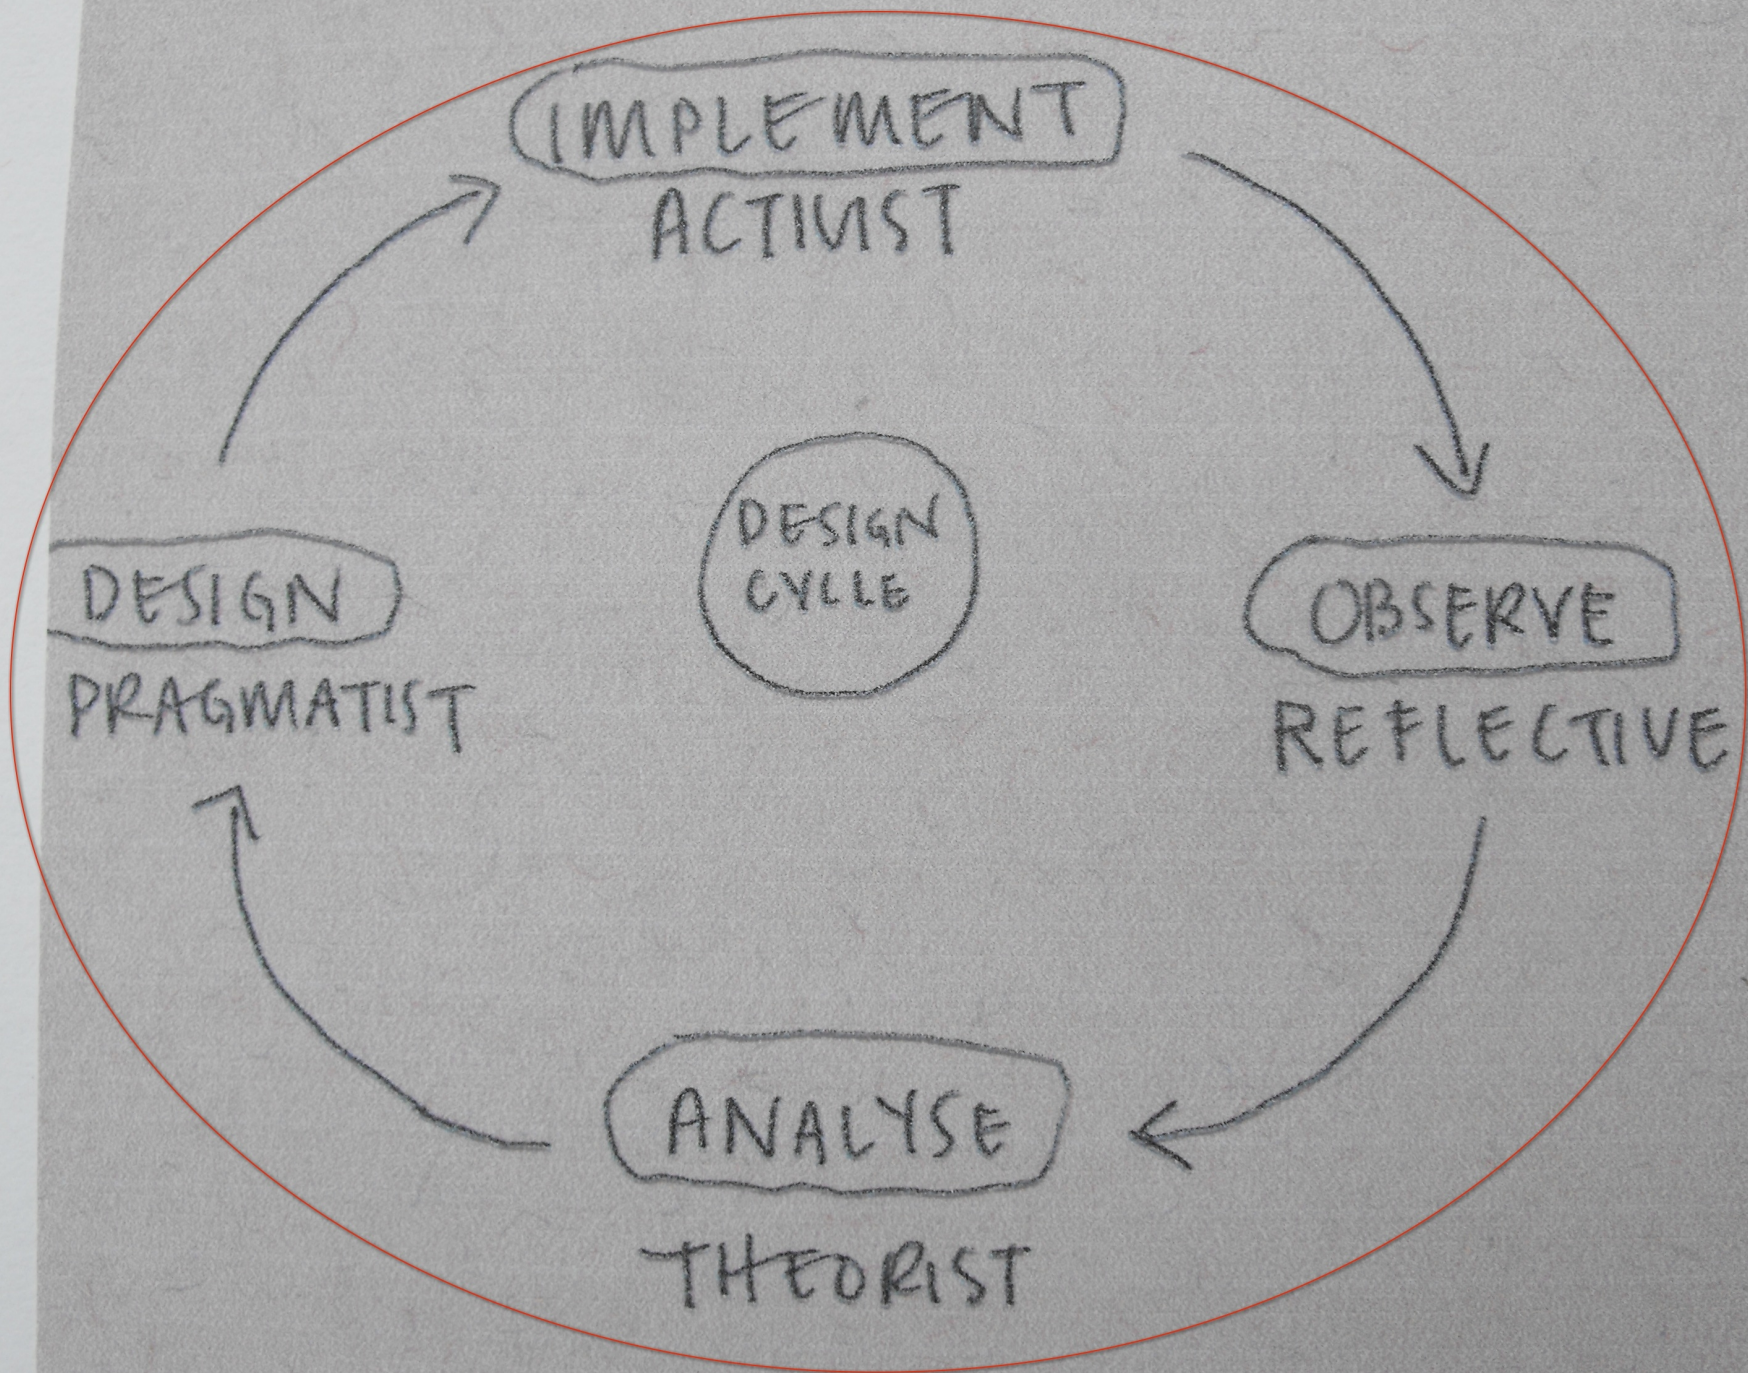 IMPLEMENT
ACTIVIST
DESIGN
CYCLE
DESIGN
PRAGMATIST
OBSERVE
REFLECTIVE
ANALYSE
THEORIST